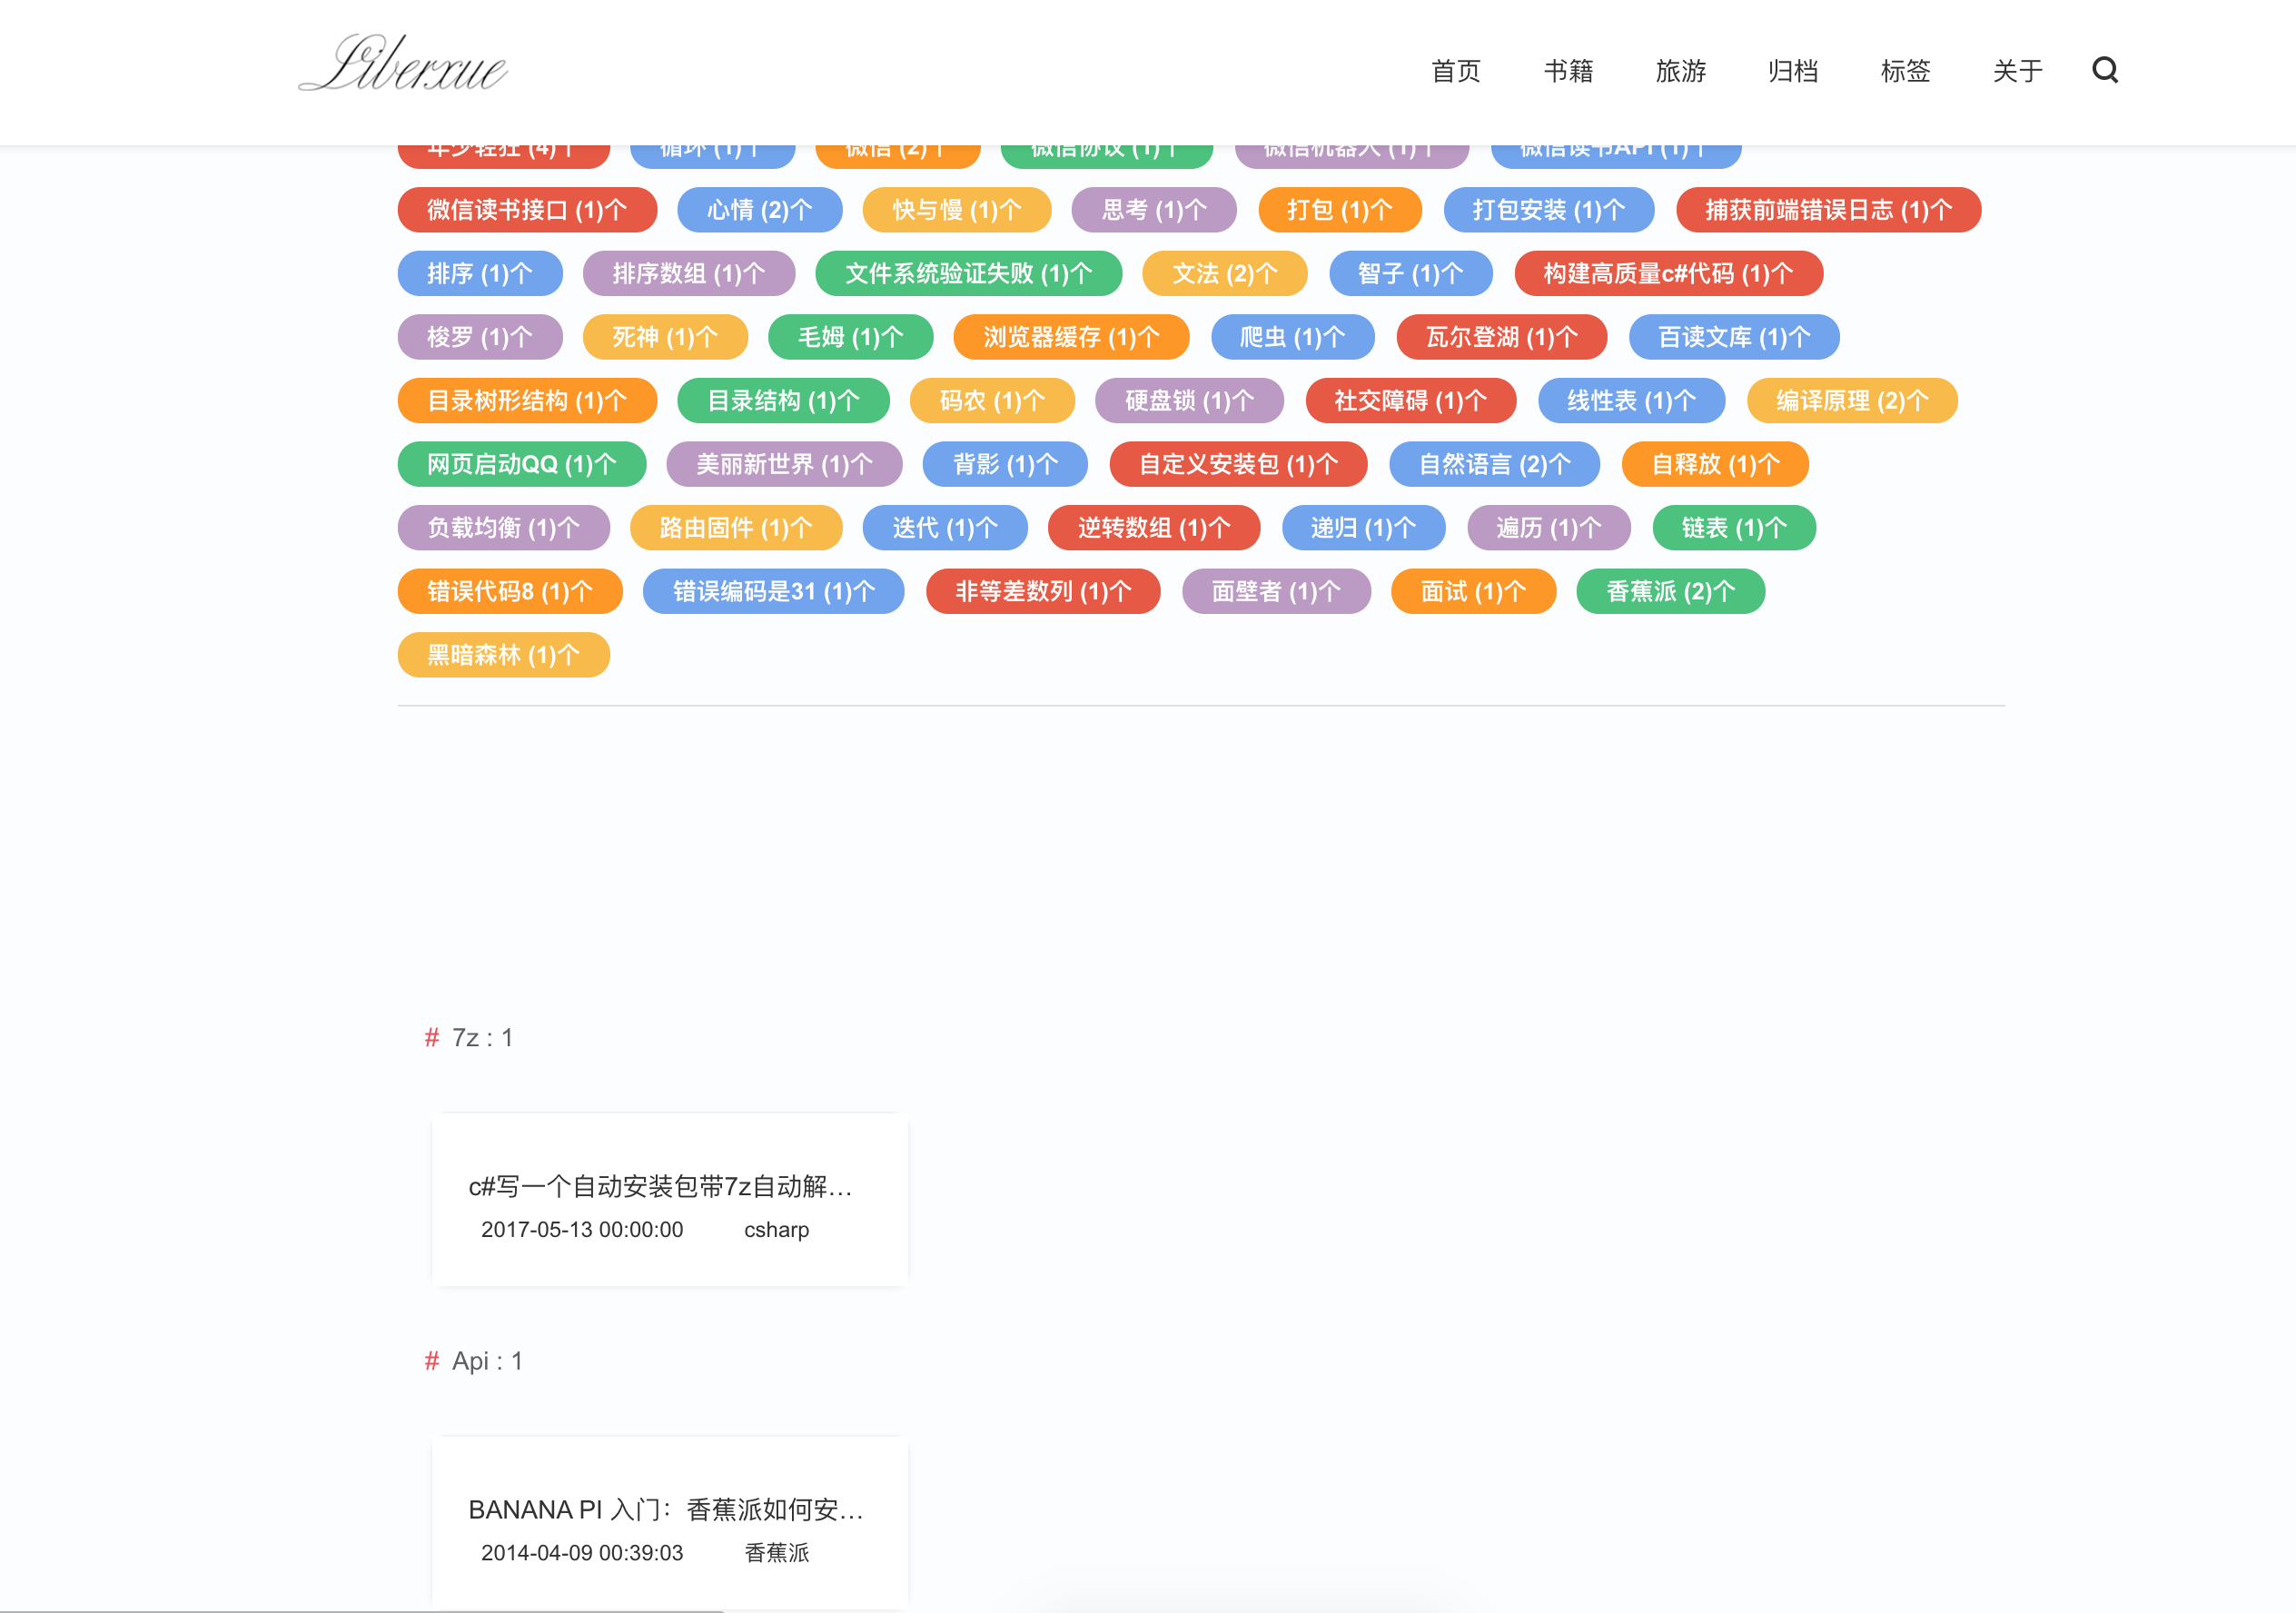 Liberxue
首页 书籍 旅游 归档 标签 关于
年少轻狂 (4)个 循环 (1)个 微信 (2)个 微信协议 (1)个 微信机器人 (1)个 微信读书API (1)个
微信读书接口 (1)个 心情 (2)个 快与慢 (1)个 思考 (1)个 打包 (1)个 打包安装 (1)个 捕获前端错误日志 (1)个
排序 (1)个 排序数组 (1)个 文件系统验证失败 (1)个 文法 (2)个 智子 (1)个 构建高质量c#代码 (1)个
梭罗 (1)个 死神 (1)个 毛姆 (1)个 浏览器缓存 (1)个 爬虫 (1)个 瓦尔登湖 (1)个 百读文库 (1)个
目录树形结构 (1)个 目录结构 (1)个 码农 (1)个 硬盘锁 (1)个 社交障碍 (1)个 线性表 (1)个 编译原理 (2)个
网页启动QQ (1)个 美丽新世界 (1)个 背影 (1)个 自定义安装包 (1)个 自然语言 (2)个 自释放 (1)个
负载均衡 (1)个 路由固件 (1)个 迭代 (1)个 逆转数组 (1)个 递归 (1)个 遍历 (1)个 链表 (1)个
错误代码8 (1)个 错误编码是31 (1)个 非等差数列 (1)个 面壁者 (1)个 面试 (1)个 香蕉派 (2)个
黑暗森林 (1)个
# 7z : 1
c#写一个自动安装包带7z自动解…
2017-05-13 00:00:00 csharp
# Api : 1
BANANA PI 入门：香蕉派如何安…
2014-04-09 00:39:03 香蕉派